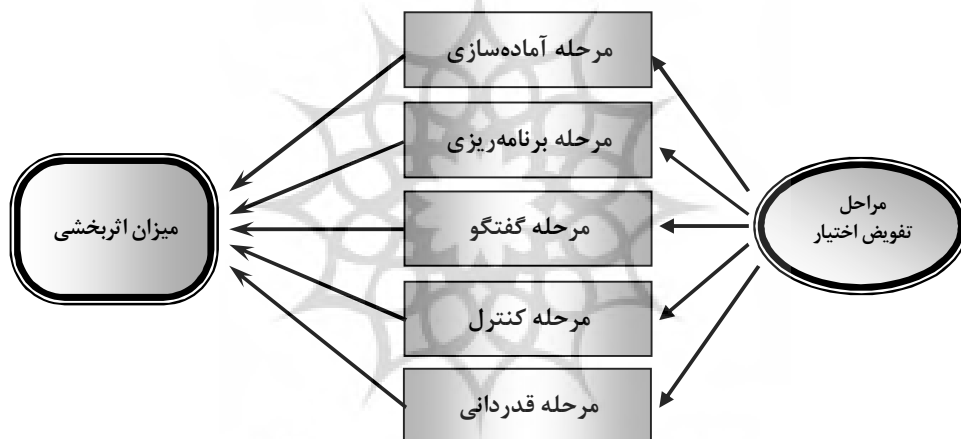 مراحل
تفویض اختیار
مرحله آماده‌سازی
مرحله برنامه‌ریزی
مرحله گفتگو
مرحله کنترل
مرحله قدردانی
میزان اثربخشی